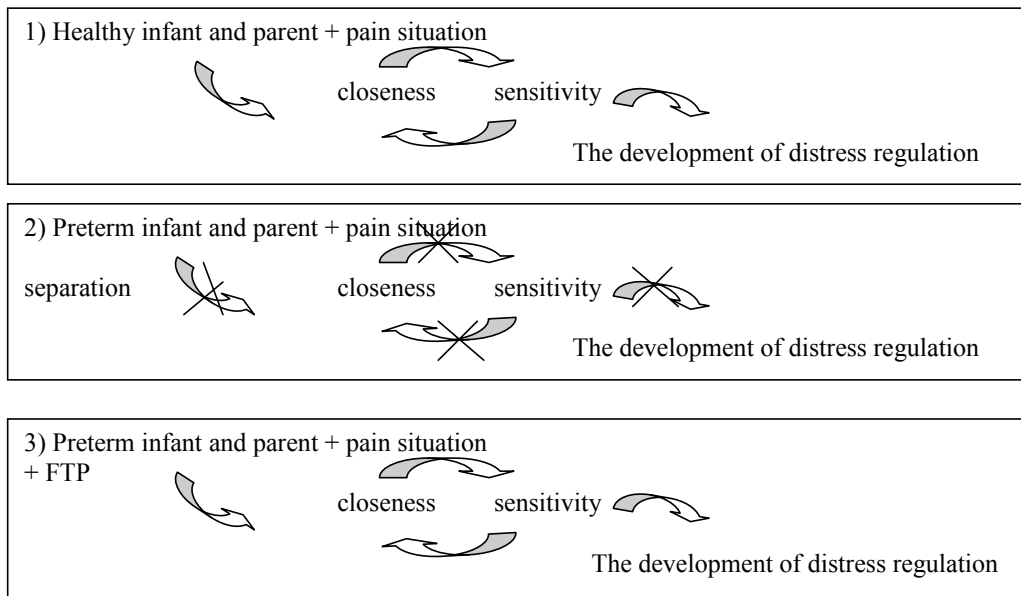 1) Healthy infant and parent + pain situation
closeness sensitivity
The development of distress regulation
2) Preterm infant and parent + pain situation
separation closeness sensitivity
The development of distress regulation
3) Preterm infant and parent + pain situation
+ FTP
closeness sensitivity
The development of distress regulation